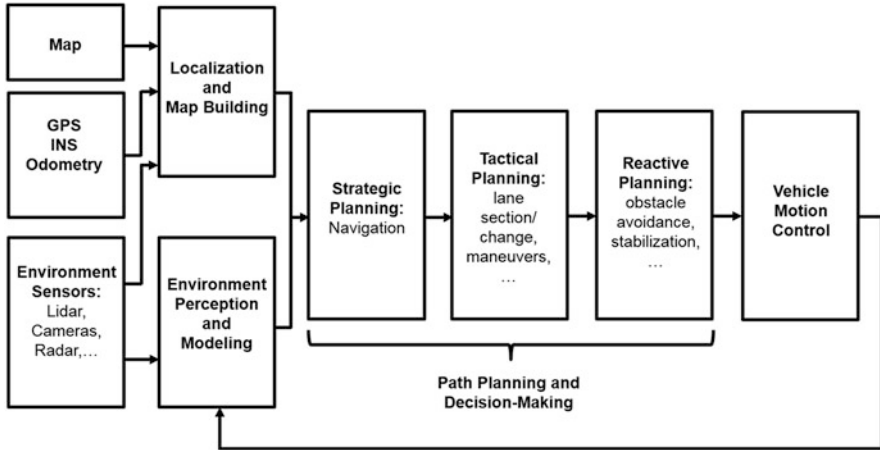 Map
GPS
INS
Odometry
Environment
Sensors:
Lidar,
Cameras,
Radar,...
Localization
and
Map Building
Environment
Perception
and
Modeling
Strategic
Planning:
Navigation
Tactical
Planning:
lane
section/
change,
maneuvers,
...
Reactive
Planning:
obstacle
avoidance,
stabilization,
...
Vehicle
Motion
Control
Path Planning and
Decision-Making